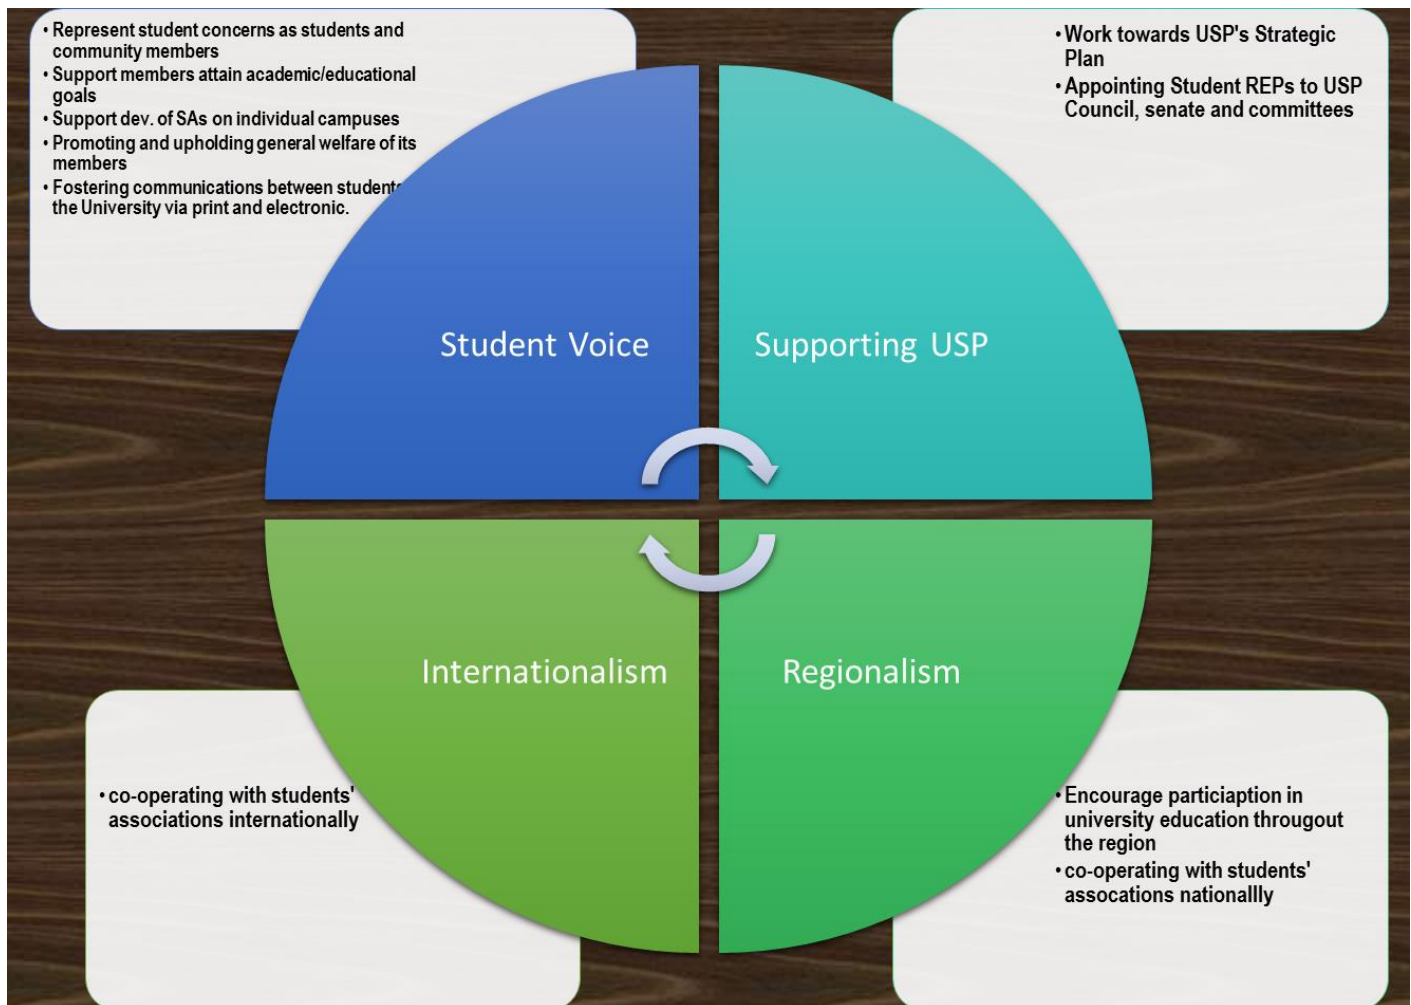 • Represent student concerns as students and
community members
• Support members attain academic/educational
goals
• Support dev. of SAs on individual campuses
• Promoting and upholding general welfare of its
members
• Fostering communications between students
the University via print and electronic.
• Work towards USP's Strategic
Plan
• Appointing Student REPs to USP
Council, senate and committees
Student Voice
Supporting USP
Internationalism
Regionalism
• co-operating with students'
associations internationally
• Encourage particiaption in
university education througout
the region
• co-operating with students'
assocations nationallly